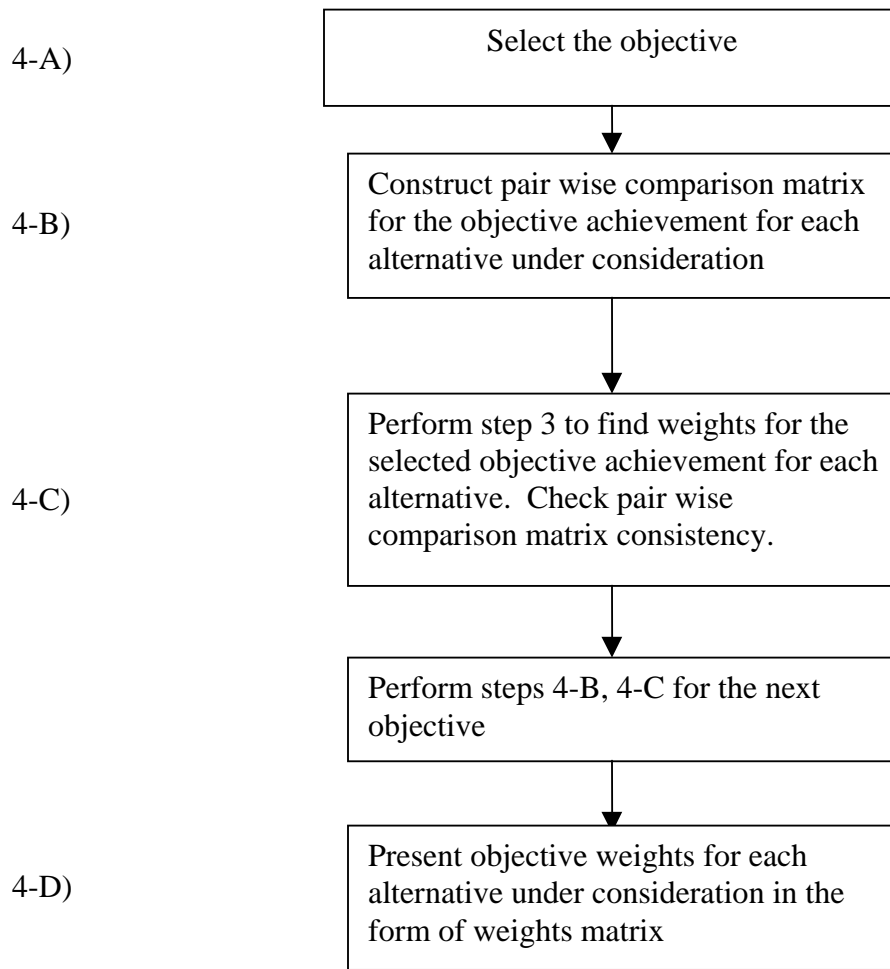 4-A)
Select the objective
4-B)
Construct pair wise comparison matrix
for the objective achievement for each
alternative under consideration
4-C)
Perform step 3 to find weights for the
selected objective achievement for each
alternative.  Check pair wise
comparison matrix consistency.
Perform steps 4-B, 4-C for the next
objective
4-D)
Present objective weights for each
alternative under consideration in the
form of weights matrix